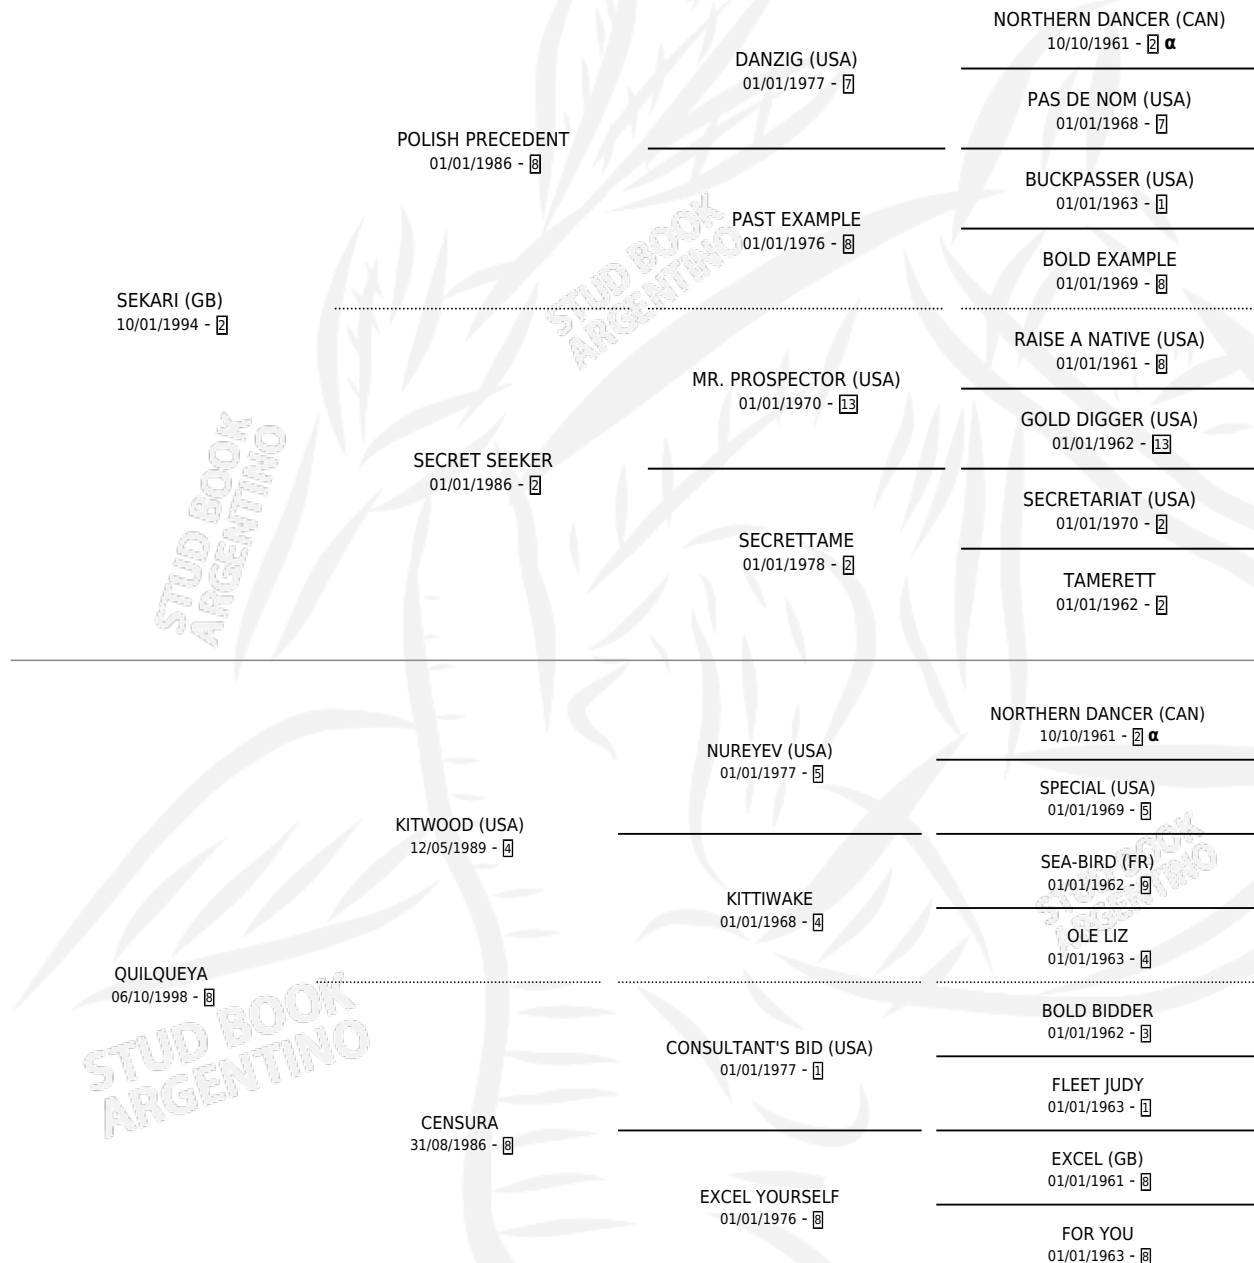 NORTHERN DANCER (CAN)
10/10/1961 - 2 α
DANZIG (USA)
01/01/1977 - 7
PAS DE NOM (USA)
01/01/1968 - 7
POLISH PRECEDENT
01/01/1986 - 8
BUCKPASSER (USA)
01/01/1963 - 1
PAST EXAMPLE
01/01/1976 - 8
BOLD EXAMPLE
01/01/1969 - 8
SEKARI (GB)
10/01/1994 - 2
RAISE A NATIVE (USA)
01/01/1961 - 8
MR. PROSPECTOR (USA)
01/01/1970 - 13
GOLD DIGGER (USA)
01/01/1962 - 13
SECRET SEEKER
01/01/1986 - 2
SECRETARIAT (USA)
01/01/1970 - 2
SECRETTAME
01/01/1978 - 2
TAMERETT
01/01/1962 - 2
NORTHERN DANCER (CAN)
10/10/1961 - 2 α
NUREYEV (USA)
01/01/1977 - 5
SPECIAL (USA)
01/01/1969 - 5
KITWOOD (USA)
12/05/1989 - 4
SEA-BIRD (FR)
01/01/1962 - 9
KITTIWAKE
01/01/1968 - 4
OLE LIZ
01/01/1963 - 4
QUILQUEYA
06/10/1998 - 8
BOLD BIDDER
01/01/1962 - 3
CONSULTANT'S BID (USA)
01/01/1977 - 1
FLEET JUDY
01/01/1963 - 1
CENSURA
31/08/1986 - 8
EXCEL (GB)
01/01/1961 - 8
EXCEL YOURSELF
01/01/1976 - 8
FOR YOU
01/01/1963 - 8
STUD BOOK
ARGENTINO
STUD BOOK
ARGENTINO
STUD BOOK
ARGENTINO
STUD BOOK
ARGENTINO